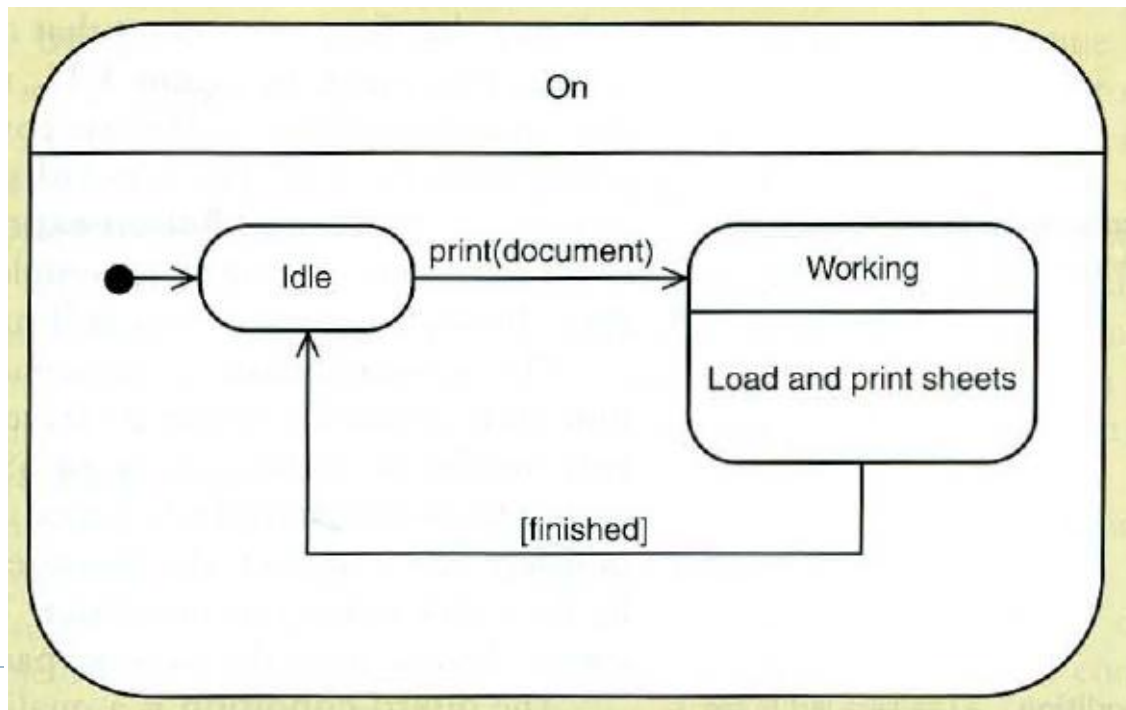 On
Idle
print(document)
Working
Load and print sheets
[finished]